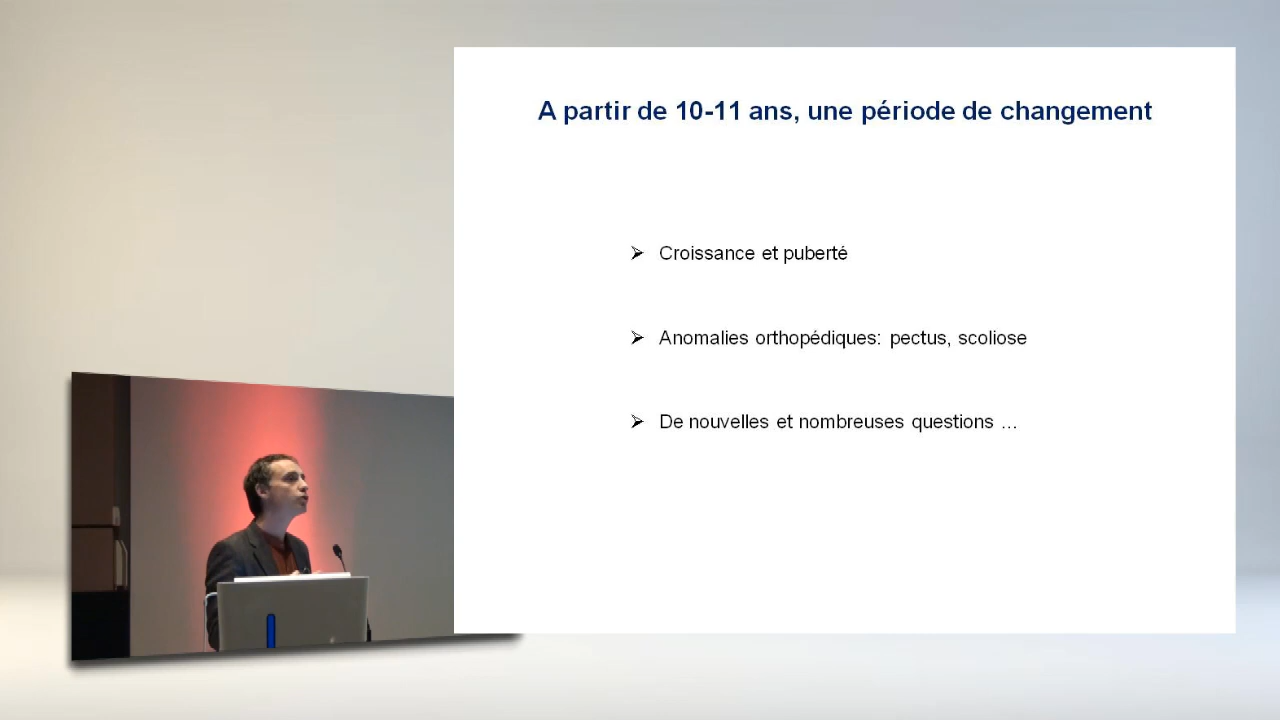 A partir de 10-11 ans, une période de changement
Croissance et puberté
Anomalies orthopédiques: pectus, scoliose
De nouvelles et nombreuses questions ...